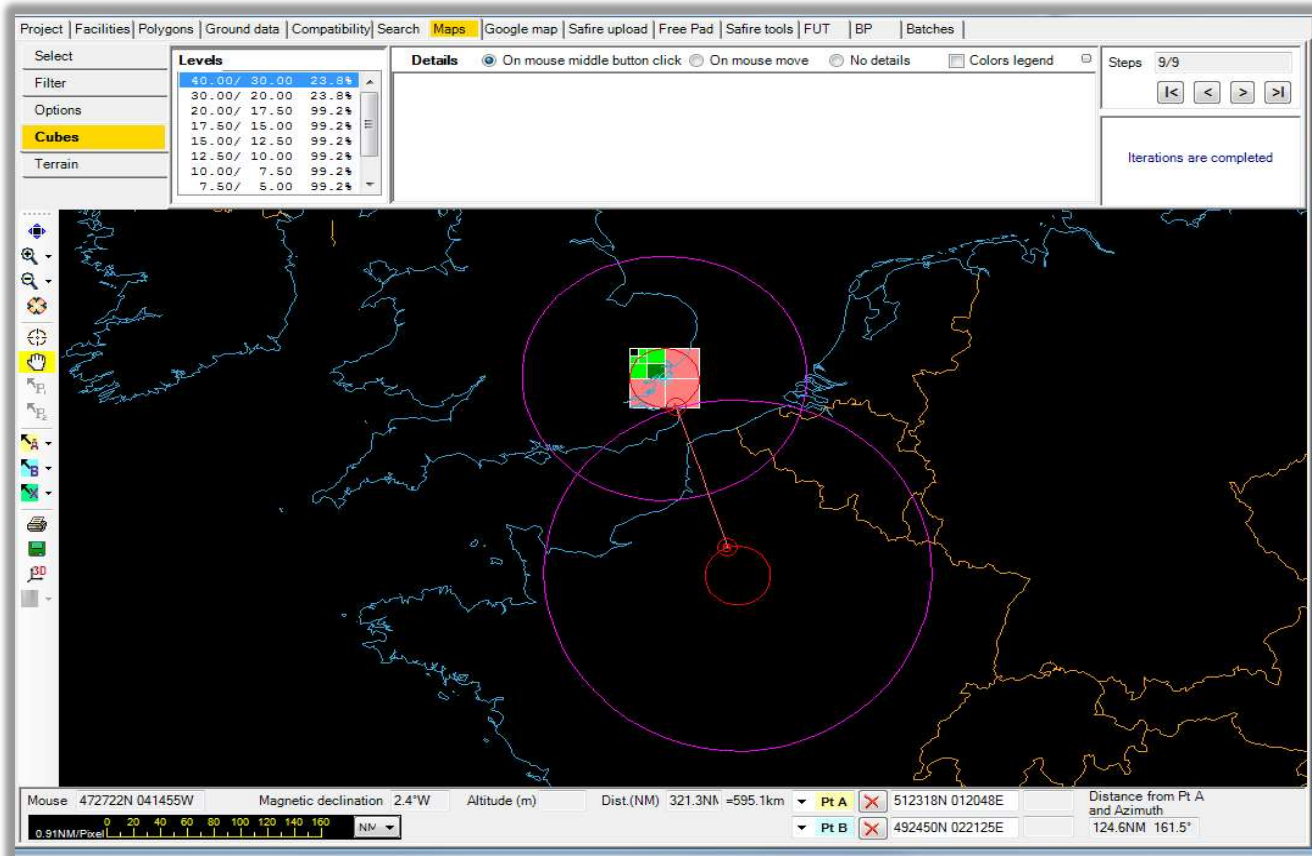 Project Facilities Polygons Ground data Compatibility Search Maps Google map Safire upload Free Pad Safire tools FUT BP Batches
Select
Filter
Options
Cubes
Terrain
Levels
40.00/ 30.00 23.8%
30.00/ 20.00 23.8%
20.00/ 17.50 99.2%
17.50/ 15.00 99.2%
15.00/ 12.50 99.2%
12.50/ 10.00 99.2%
10.00/ 7.50 99.2%
7.50/ 5.00 99.2%
Details On mouse middle button click On mouse move No details Colors legend
Steps 9/9
|< < > >|
Iterations are completed
P1
P2
A
B
X
3D
Mouse 472722N 041455W Magnetic declination 2.4°W Altitude (m) Dist.(NM) 321.3NM =595.1km Pt A 512318N 012048E Distance from Pt A
and Azimuth
0.91NM/Pixel 0 20 40 60 80 100 120 140 160 NM Pt B 492450N 022125E 124.6NM 161.5°